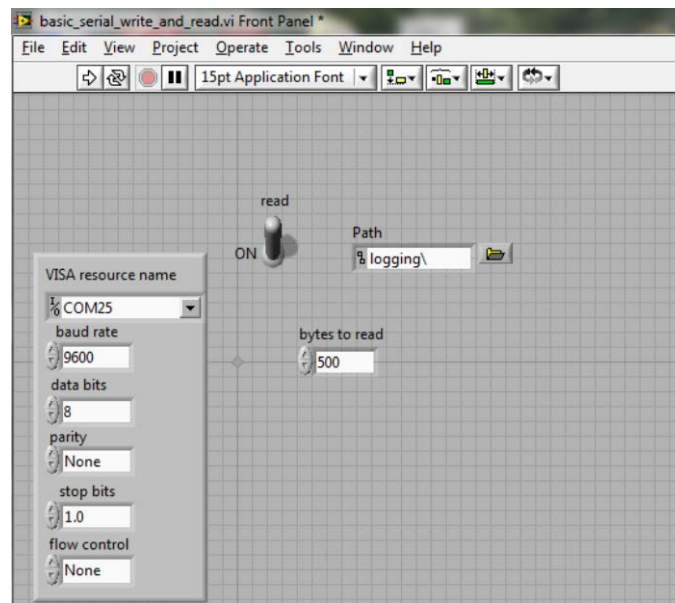 basic_serial_write_and_read.vi Front Panel *
File Edit View Project Operate Tools Window Help
15pt Application Font
read
ON
Path
logging\
VISA resource name
COM25
baud rate
9600
bytes to read
500
data bits
8
parity
None
stop bits
1.0
flow control
None